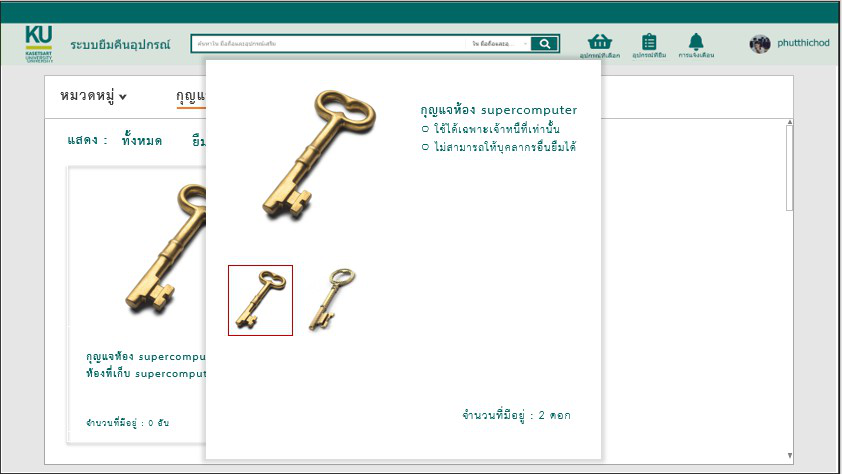 KU
KASETSART
UNIVERSITY
ระบบยืมคืนอุปกรณ์
อุปกรณ์ที่เลือก
อุปกรณ์ที่ยืม
การแจ้งเตือน
phutthichod
หมวดหมู่
กุญแ
แสดง : ทั้งหมด ยืม
กุญแจห้อง supercompu
ห้องที่เก็บ supercomput
จำนวนที่มีอยู่ : 0 อัน
กุญแจห้อง supercomputer
ใช้ได้เฉพาะเจ้าหน้าที่เท่านั้น
ไม่สามารถให้บุคลากรอื่นยืมได้
จำนวนที่มีอยู่ : 2 ดอก